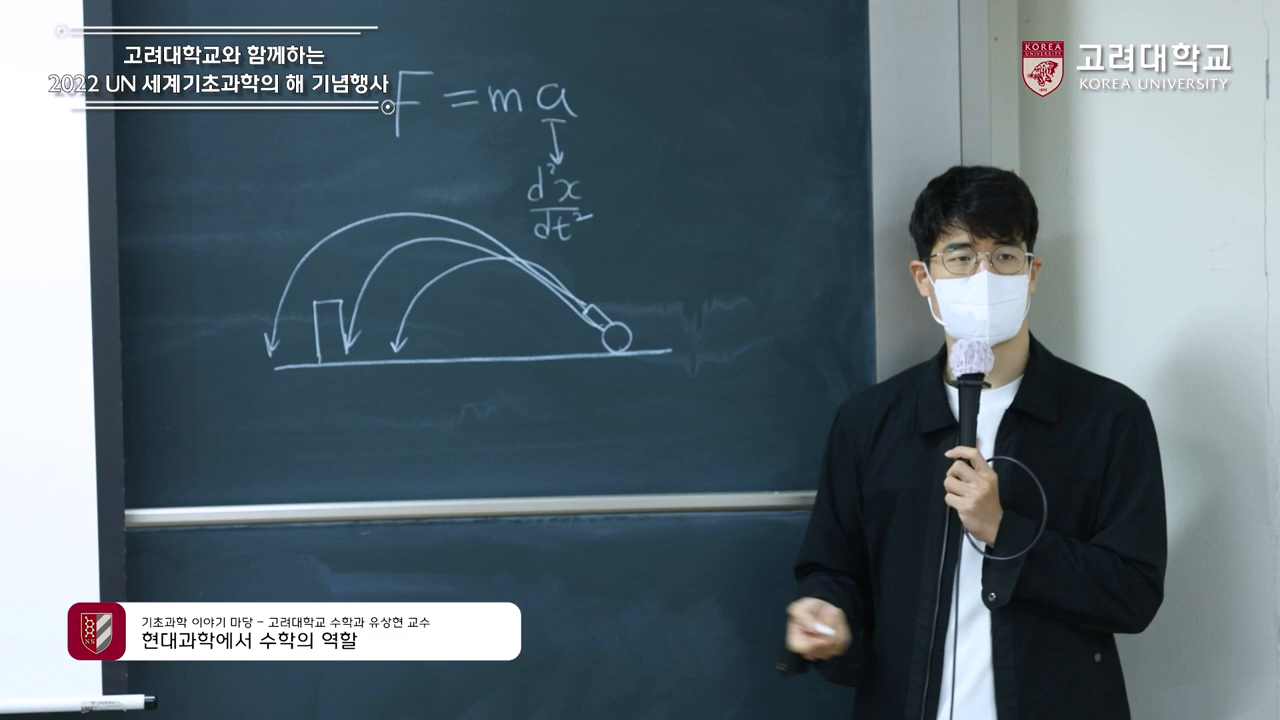 고려대학교와 함께하는
2022 UN 세계기초과학의 해 기념행사
KOREA
UNIVERSITY
고려대학교
KOREA UNIVERSITY
F = m a
d²x
dt²
NS
기초과학 이야기 마당 - 고려대학교 수학과 유상현 교수
현대과학에서 수학의 역할